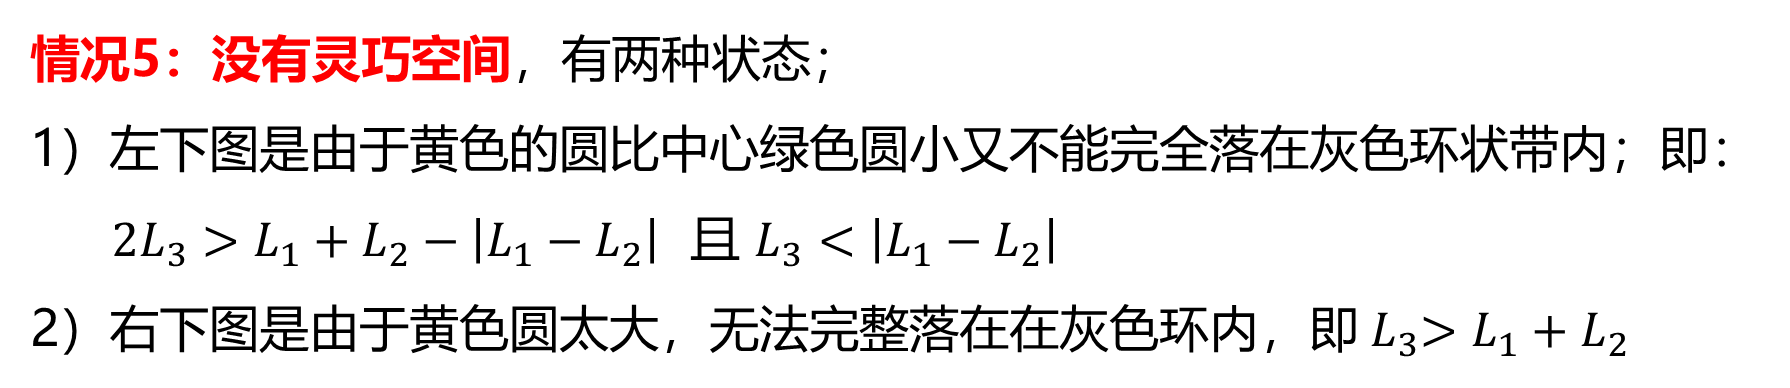 情况5：没有灵巧空间，有两种状态；
1）左下图是由于黄色的圆比中心绿色圆小又不能完全落在灰色环状带内；即：
2L₃ > L₁ + L₂ − |L₁ − L₂| 且 L₃ < |L₁ − L₂|
2）右下图是由于黄色圆太大，无法完整落在在灰色环内，即 L₃> L₁ + L₂